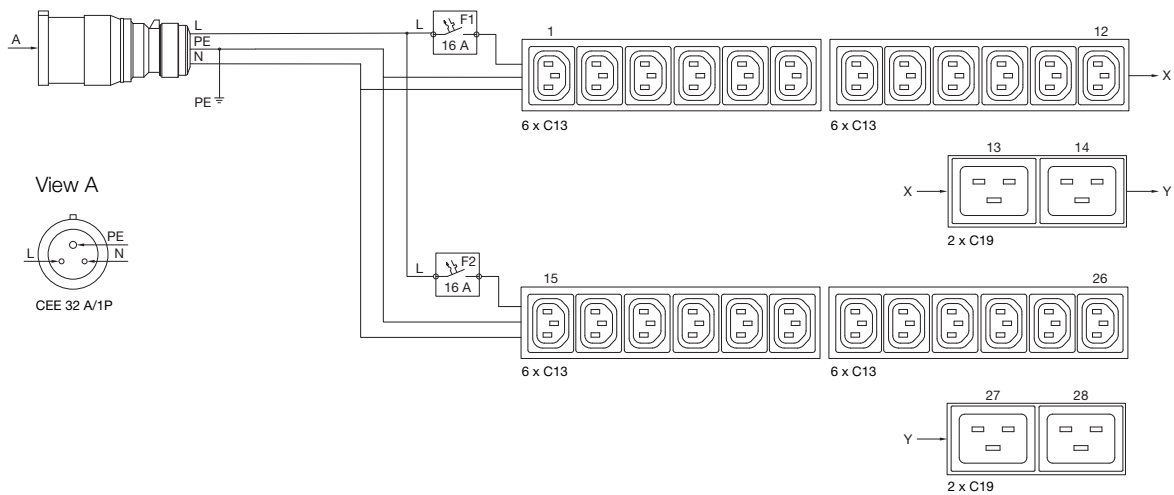 A
L
PE
N
PE
L
F1
16 A
1
12
X
6 x C13
6 x C13
View A
PE
L
N
CEE 32 A/1P
13
14
X
Y
2 x C19
L
F2
16 A
15
26
6 x C13
6 x C13
27
28
Y
2 x C19